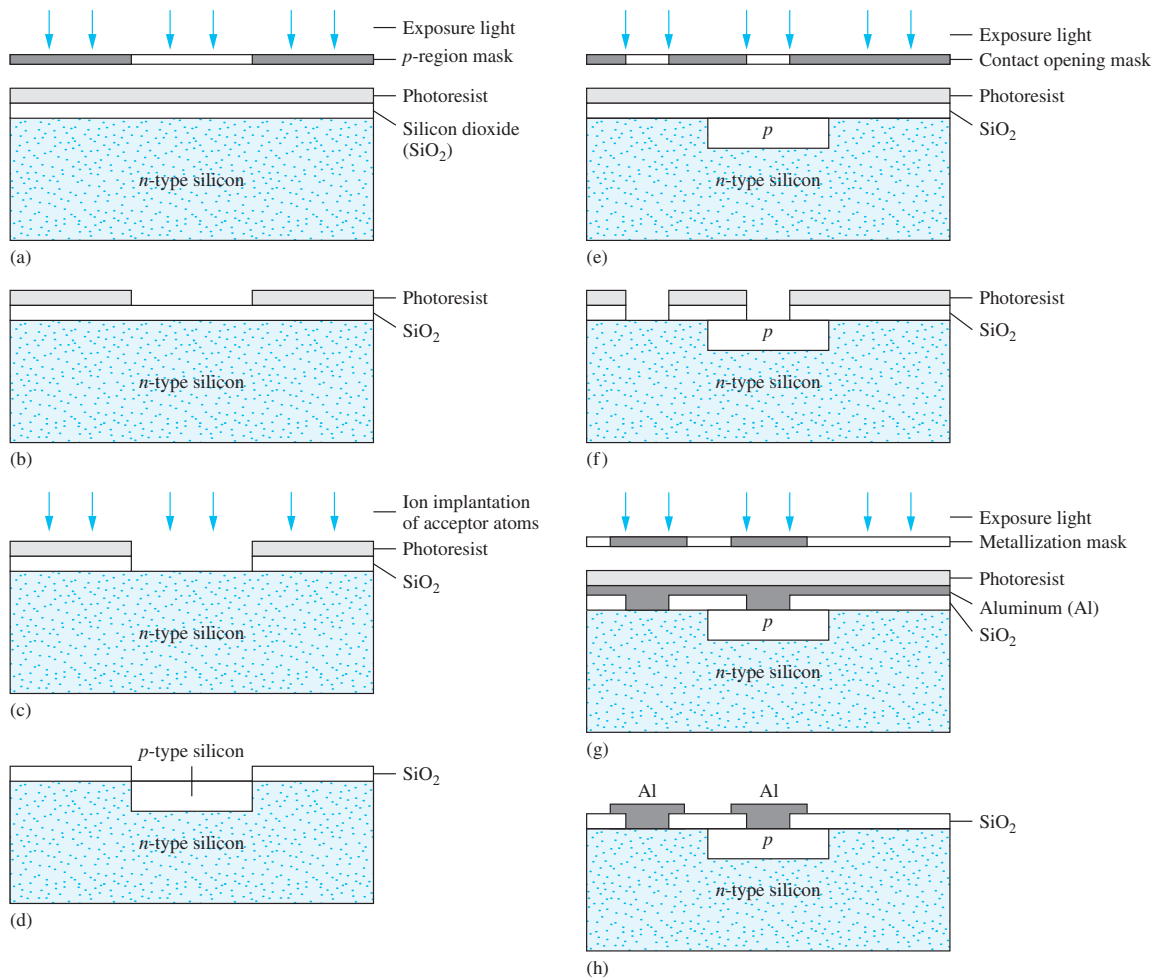 Exposure light
p-region mask
Photoresist
Silicon dioxide
(SiO2)
n-type silicon
(a)
Photoresist
SiO2
n-type silicon
(b)
Ion implantation
of acceptor atoms
Photoresist
SiO2
n-type silicon
(c)
p-type silicon
SiO2
n-type silicon
(d)
Exposure light
Contact opening mask
Photoresist
SiO2
p
n-type silicon
(e)
Photoresist
SiO2
p
n-type silicon
(f)
Exposure light
Metallization mask
Photoresist
Aluminum (Al)
SiO2
p
n-type silicon
(g)
Al Al
SiO2
p
n-type silicon
(h)